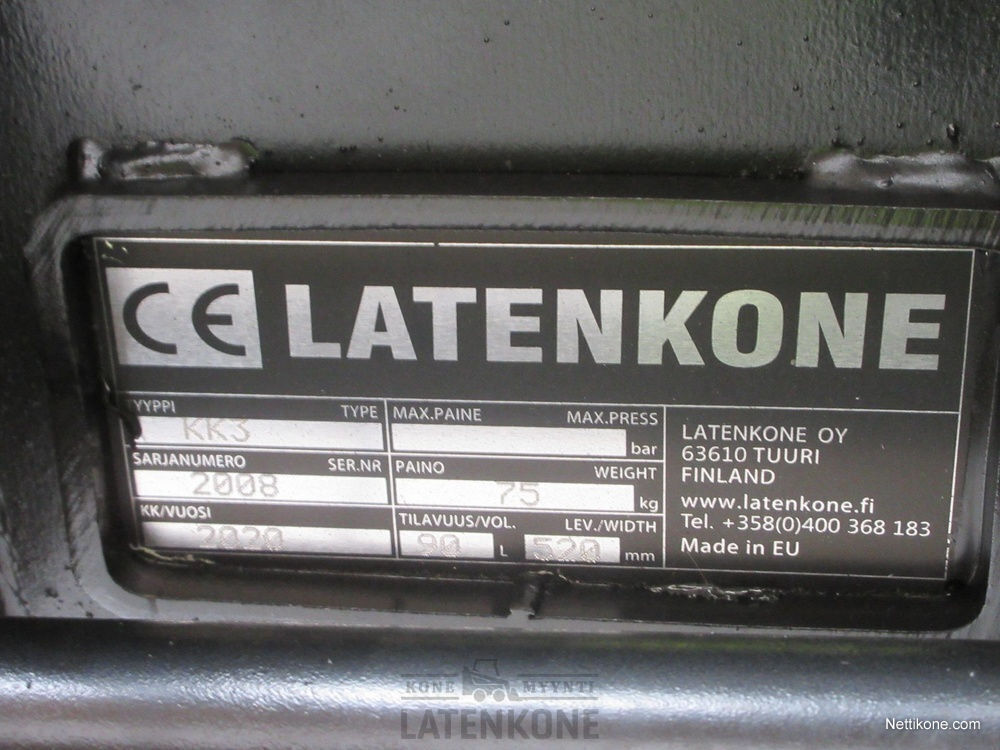 CE LATENKONE
TYYPPI TYPE
KK3
SARJANUMERO SER.NR
2008
KK/VUOSI
2020
MAX.PAINE MAX.PRESS
bar
PAINO WEIGHT
75 kg
TILAVUUS/VOL. LEV./WIDTH
90 L 520 mm
LATENKONE OY
63610 TUURI
FINLAND
www.latenkone.fi
Tel. +358(0)400 368 183
Made in EU
KONE MYYNTI
LATENKONE
Nettikone.com